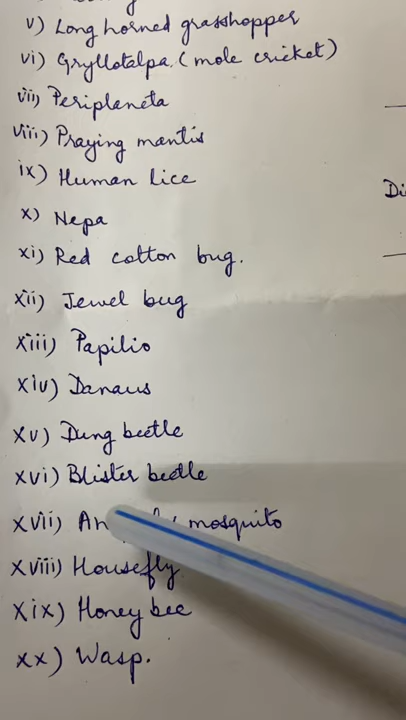 v) Long horned grasshopper
vi) Gryllotalpa (mole cricket)
vii) Periplaneta
viii) Praying mantis
ix) Human lice
x) Nepa
xi) Red cotton bug.
xii) Jewel bug
xiii) Papilio
xiv) Danaus
xv) Dung beetle
xvi) Blister beetle
xvii) mosquito
xviii) Housefly
xix) Honey bee
xx) Wasp.